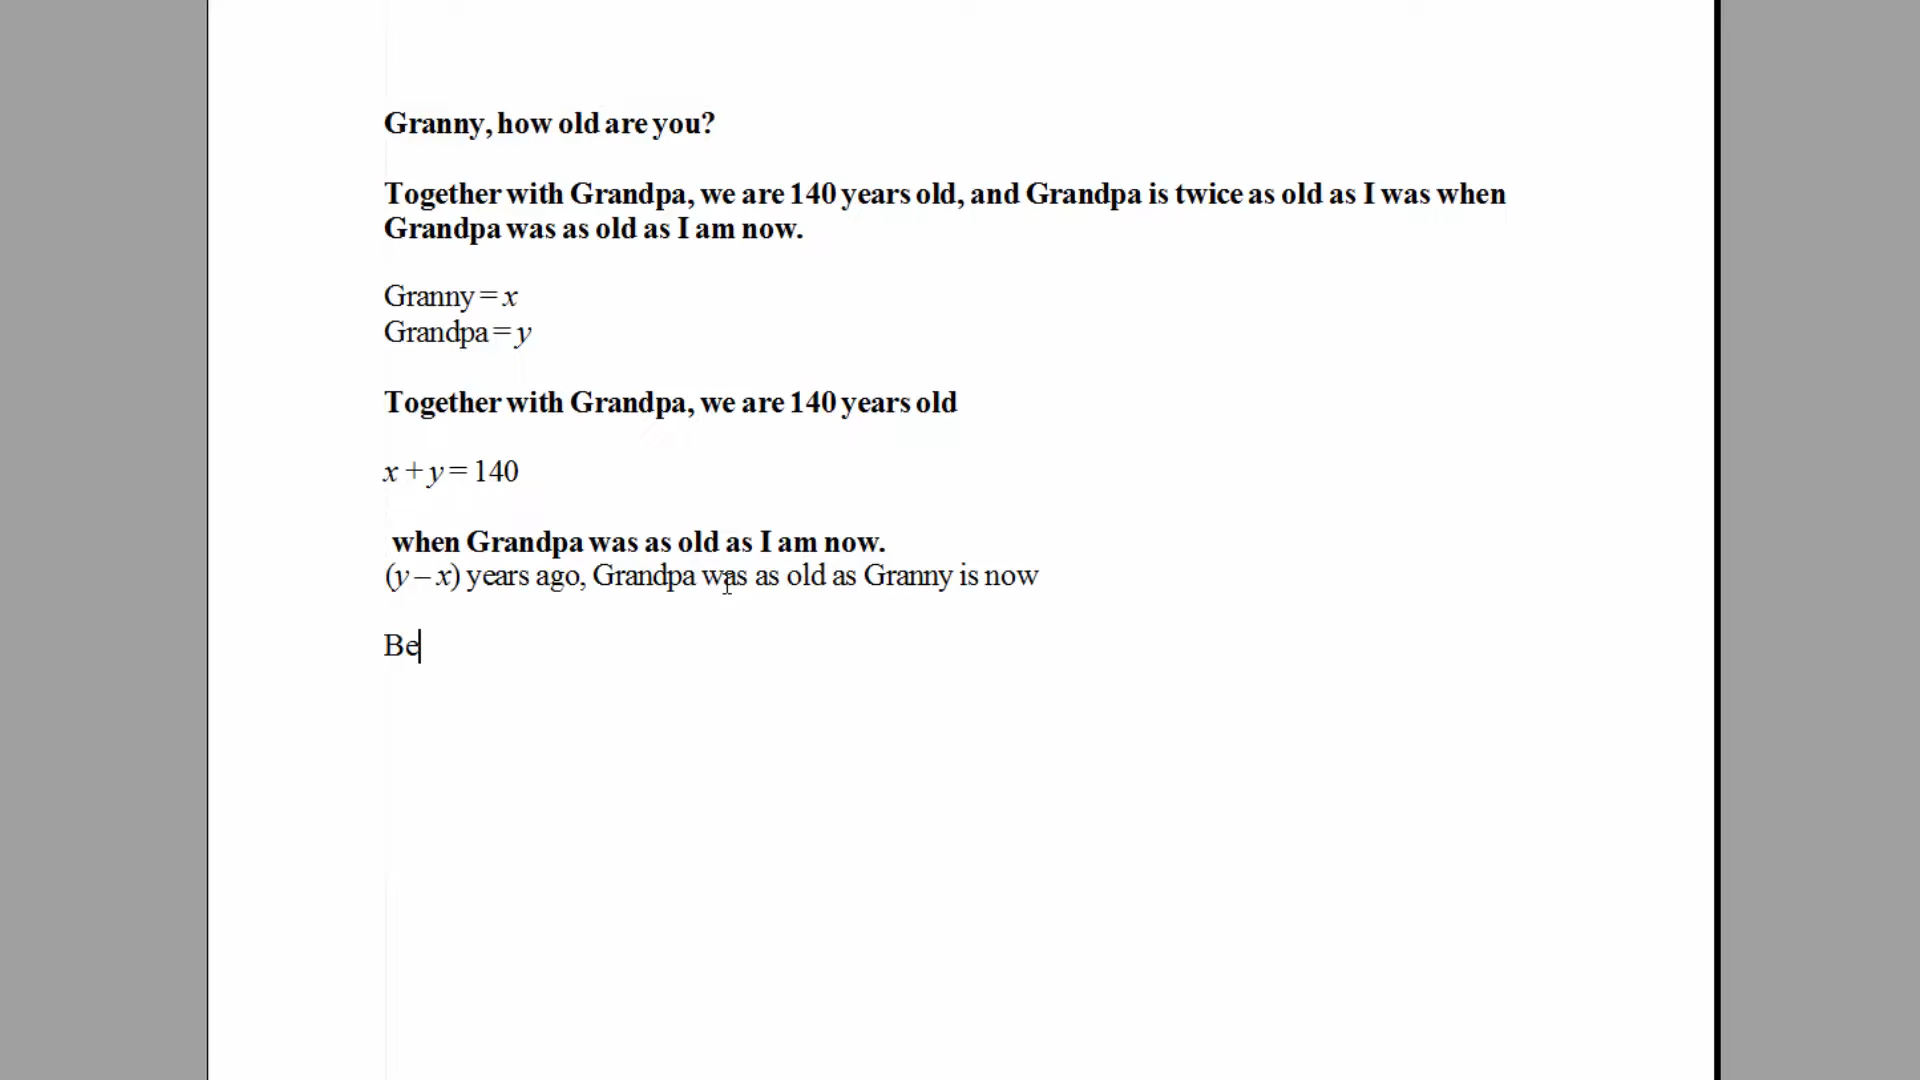 Granny, how old are you?
Together with Grandpa, we are 140 years old, and Grandpa is twice as old as I was when
Grandpa was as old as I am now.
Granny = x
Grandpa = y
Together with Grandpa, we are 140 years old
x + y = 140
when Grandpa was as old as I am now.
(y – x) years ago, Grandpa was as old as Granny is now
Be